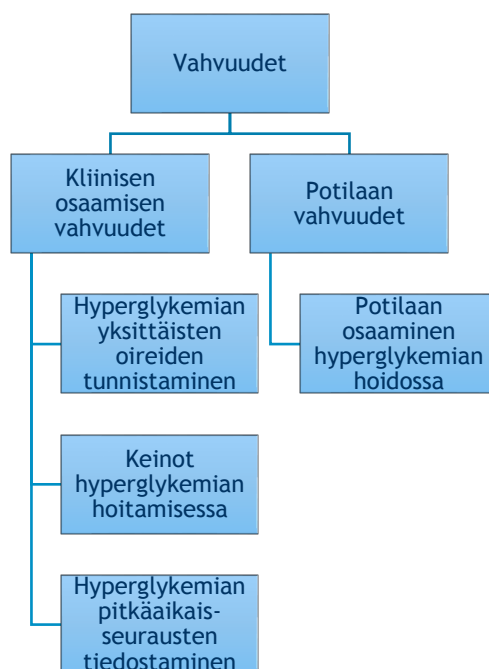 Vahvuudet
Kliinisen
osaamisen
vahvuudet
Potilaan
vahvuudet
Hyperglykemian
yksittäisten
oireiden
tunnistaminen
Potilaan
osaaminen
hyperglykemian
hoidossa
Keinot
hyperglykemian
hoitamisessa
Hyperglykemian
pitkäaikais-
seurausten
tiedostaminen